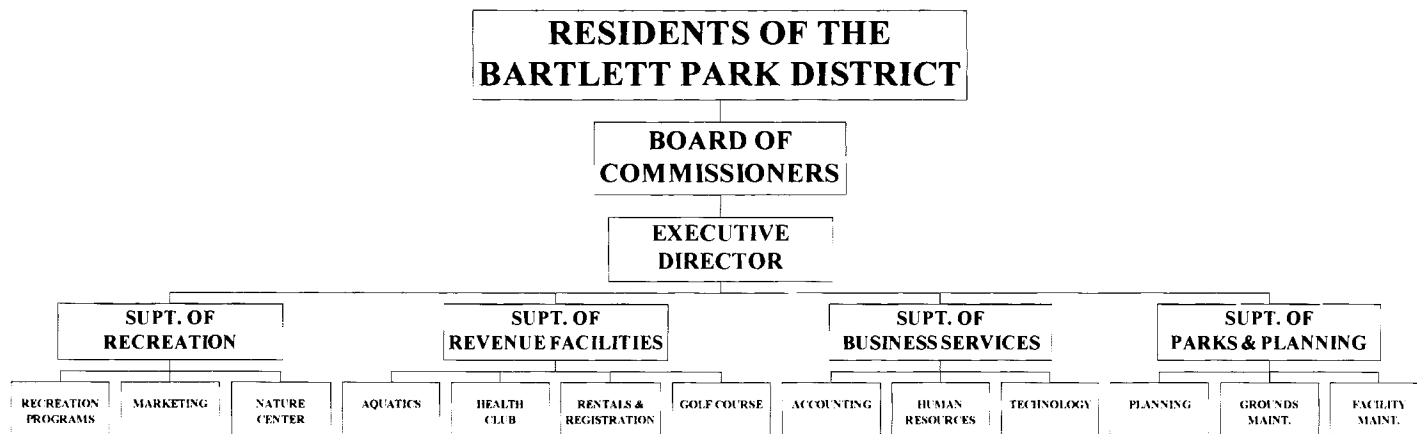 RESIDENTS OF THE
BARTLETT PARK DISTRICT
BOARD OF
COMMISSIONERS
EXECUTIVE
DIRECTOR
SUPT. OF
RECREATION
SUPT. OF
REVENUE FACILITIES
SUPT. OF
BUSINESS SERVICES
SUPT. OF
PARKS & PLANNING
RECREATION
PROGRAMS
MARKETING
NATURE
CENTER
AQUATICS
HEALTH
CLUB
RENTALS &
REGISTRATION
GOLF COURSE
ACCOUNTING
HUMAN
RESOURCES
TECHNOLOGY
PLANNING
GROUNDS
MAINT.
FACILITY
MAINT.